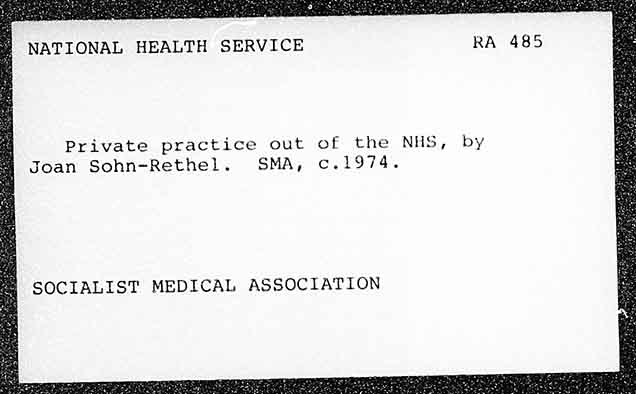 NATIONAL HEALTH SERVICE RA 485
Private practice out of the NHS, by
Joan Sohn-Rethel. SMA, c.1974.
SOCIALIST MEDICAL ASSOCIATION